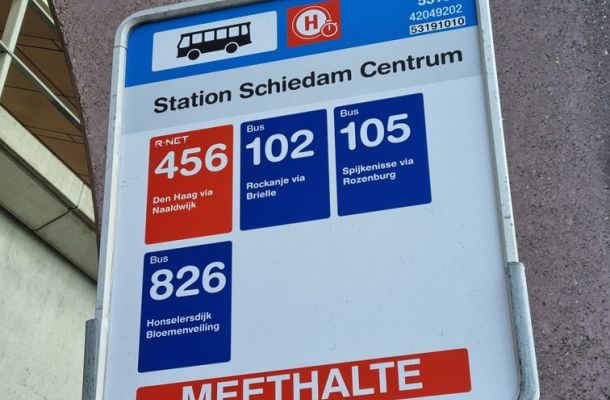 H
42049202
53191010
Station Schiedam Centrum
R-NET
456
Den Haag via
Naaldwijk
Bus
102
Rockanje via
Brielle
Bus
105
Spijkenisse via
Rozenburg
Bus
826
Honselersdijk
Bloemenveiling
MEETHALTE